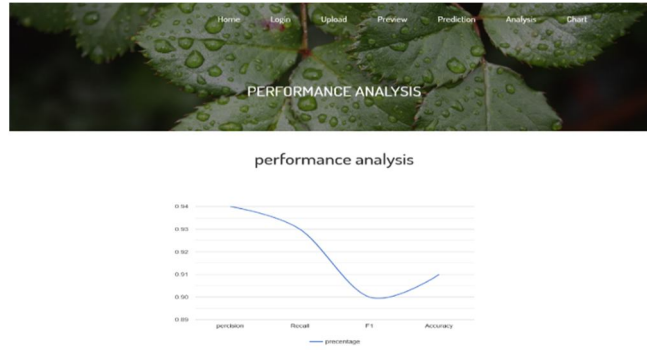 Home Login Upload Preview Prediction Analysis Chart
PERFORMANCE ANALYSIS
performance analysis
0.94
0.93
0.92
0.91
0.90
0.89
percision Recall F1 Accuracy
precentage